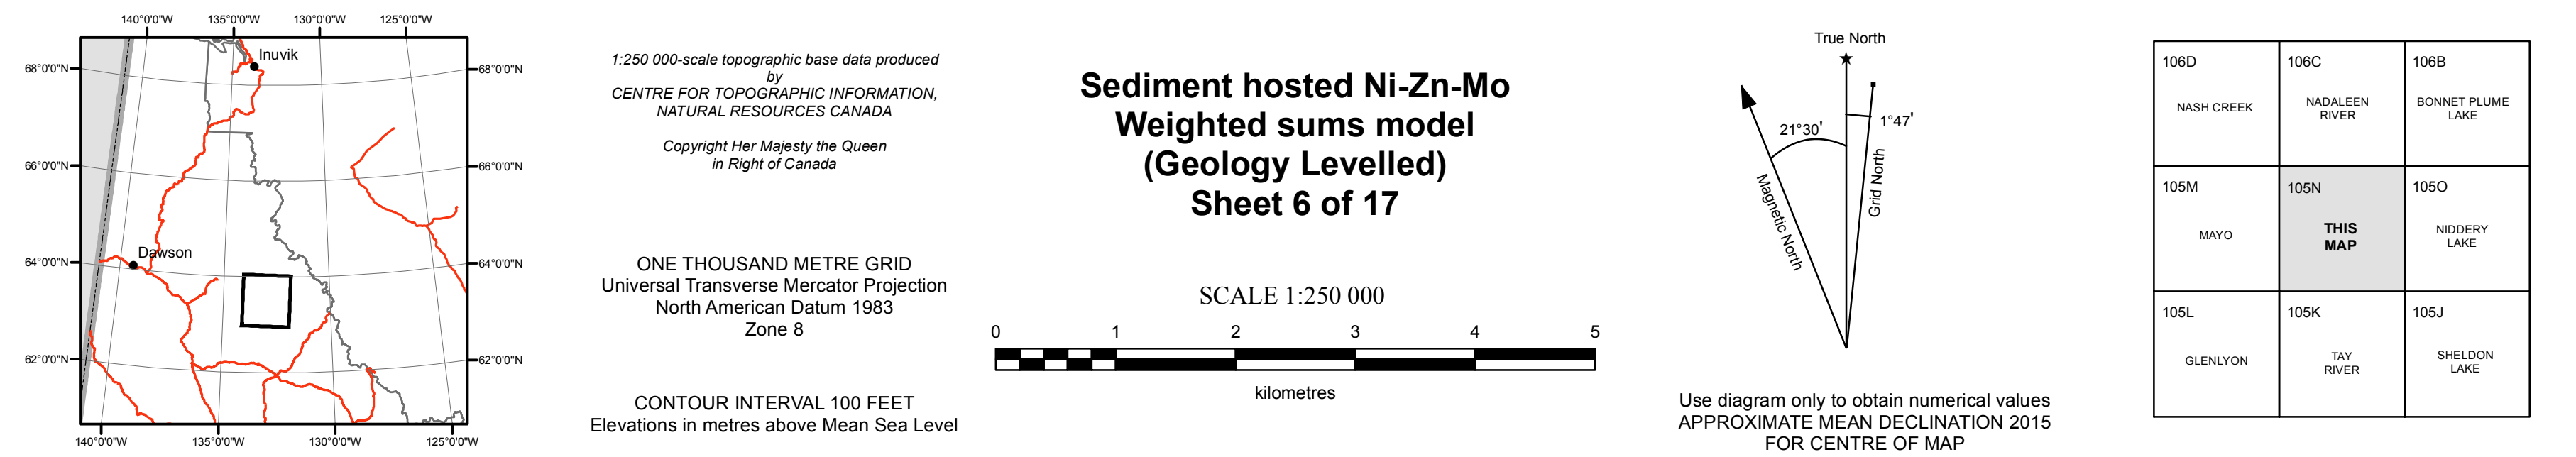 140°0'0"W 135°0'0"W 130°0'0"W 125°0'0"W
Inuvik
68°0'0"N 68°0'0"N
66°0'0"N 66°0'0"N
Dawson
64°0'0"N 64°0'0"N
62°0'0"N 62°0'0"N
140°0'0"W 135°0'0"W 130°0'0"W 125°0'0"W
1:250 000-scale topographic base data produced
by
CENTRE FOR TOPOGRAPHIC INFORMATION,
NATURAL RESOURCES CANADA
Copyright Her Majesty the Queen
in Right of Canada
ONE THOUSAND METRE GRID
Universal Transverse Mercator Projection
North American Datum 1983
Zone 8
CONTOUR INTERVAL 100 FEET
Elevations in metres above Mean Sea Level
Sediment hosted Ni-Zn-Mo
Weighted sums model
(Geology Levelled)
Sheet 6 of 17
SCALE 1:250 000
0 1 2 3 4 5
kilometres
True North
21°30'
1°47'
Magnetic North
Grid North
Use diagram only to obtain numerical values
APPROXIMATE MEAN DECLINATION 2015
FOR CENTRE OF MAP
106D 106C 106B
NASH CREEK
NADALEEN
RIVER
BONNET PLUME
LAKE
105M 105N 105O
MAYO
THIS
MAP
NIDDERY
LAKE
105L 105K 105J
GLENLYON
TAY
RIVER
SHELDON
LAKE